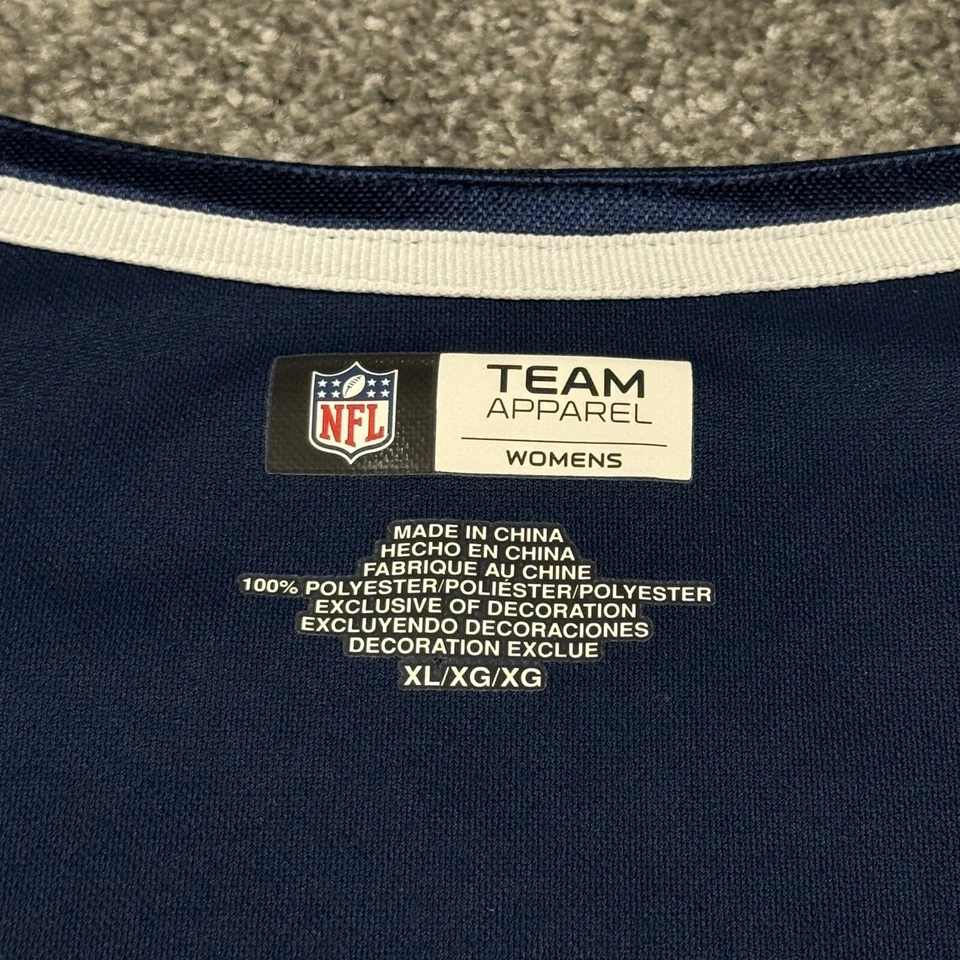 NFL
TEAM
APPAREL
WOMENS
MADE IN CHINA
HECHO EN CHINA
FABRIQUE AU CHINE
100% POLYESTER/POLIÉSTER/POLYESTER
EXCLUSIVE OF DECORATION
EXCLUYENDO DECORACIONES
DECORATION EXCLUE
XL/XG/XG